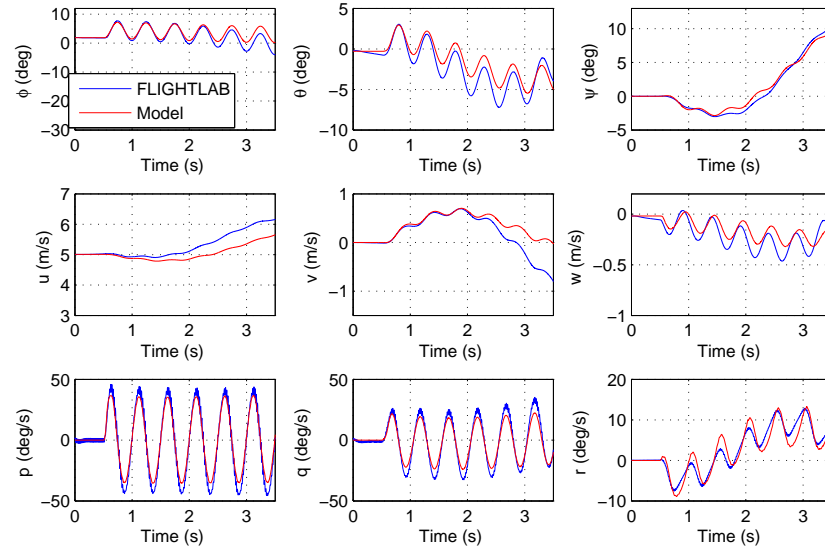 10
0
−10
−20
−30
0 1 2 3
φ (deg)
Time (s)
FLIGHTLAB
Model
5
0
−5
−10
0 1 2 3
θ (deg)
Time (s)
10
5
0
−5
0 1 2 3
ψ (deg)
Time (s)
7
6
5
4
3
0 1 2 3
u (m/s)
Time (s)
1
0
−1
0 1 2 3
v (m/s)
Time (s)
0
−0.5
−1
0 1 2 3
w (m/s)
Time (s)
50
0
−50
0 1 2 3
p (deg/s)
Time (s)
50
0
−50
0 1 2 3
q (deg/s)
Time (s)
20
10
0
−10
0 1 2 3
r (deg/s)
Time (s)